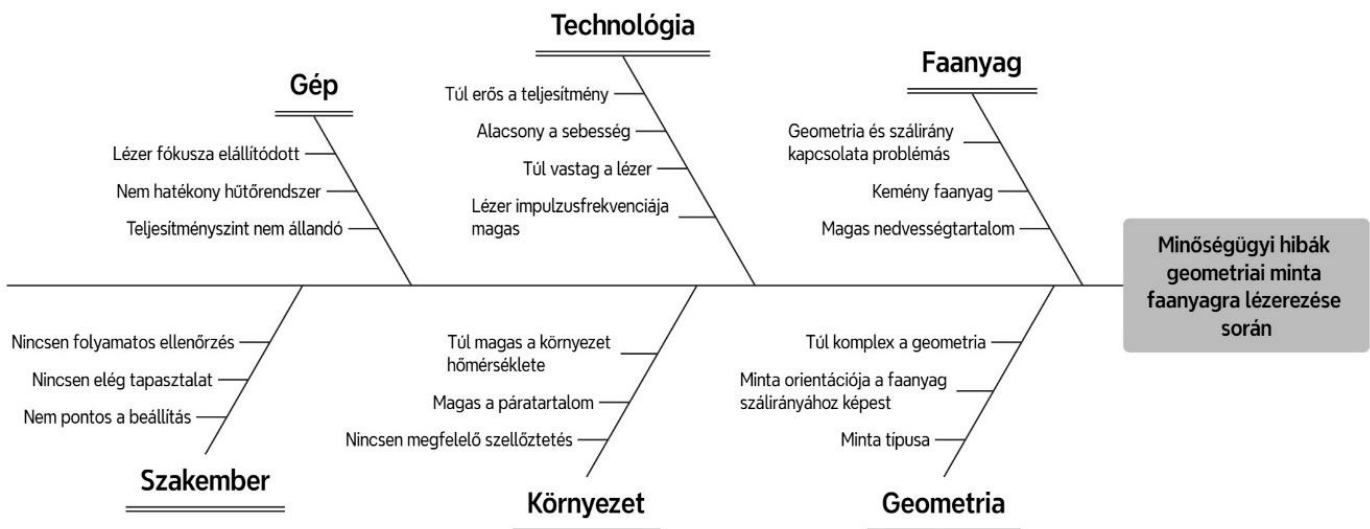 Technológia
Gép
Faanyag
Túl erős a teljesítmény
Alacsony a sebesség
Túl vastag a lézer
Lézer impulzusfrekvenciája
magas
Lézer fókusza elállítódott
Nem hatékony hűtőrendszer
Teljesítményszint nem állandó
Geometria és szálirány
kapcsolata problémás
Kemény faanyag
Magas nedvességtartalom
Minőségügyi hibák
geometriai minta
faanyagra lézerezése
során
Nincsen folyamatos ellenőrzés
Nincsen elég tapasztalat
Nem pontos a beállítás
Szakember
Túl magas a környezet
hőmérséklete
Magas a páratartalom
Nincsen megfelelő szellőztetés
Környezet
Túl komplex a geometria
Minta orientációja a faanyag
szálirányához képest
Minta típusa
Geometria